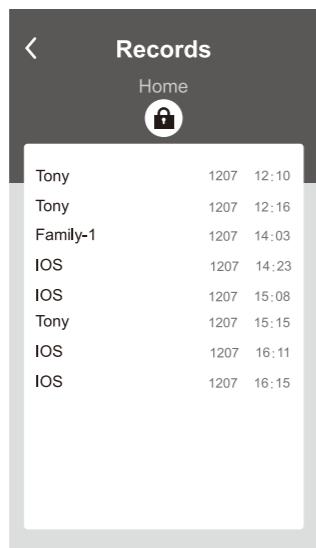 Records
Home
Tony 1207 12:10
Tony 1207 12:16
Family-1 1207 14:03
IOS 1207 14:23
IOS 1207 15:08
Tony 1207 15:15
IOS 1207 16:11
IOS 1207 16:15